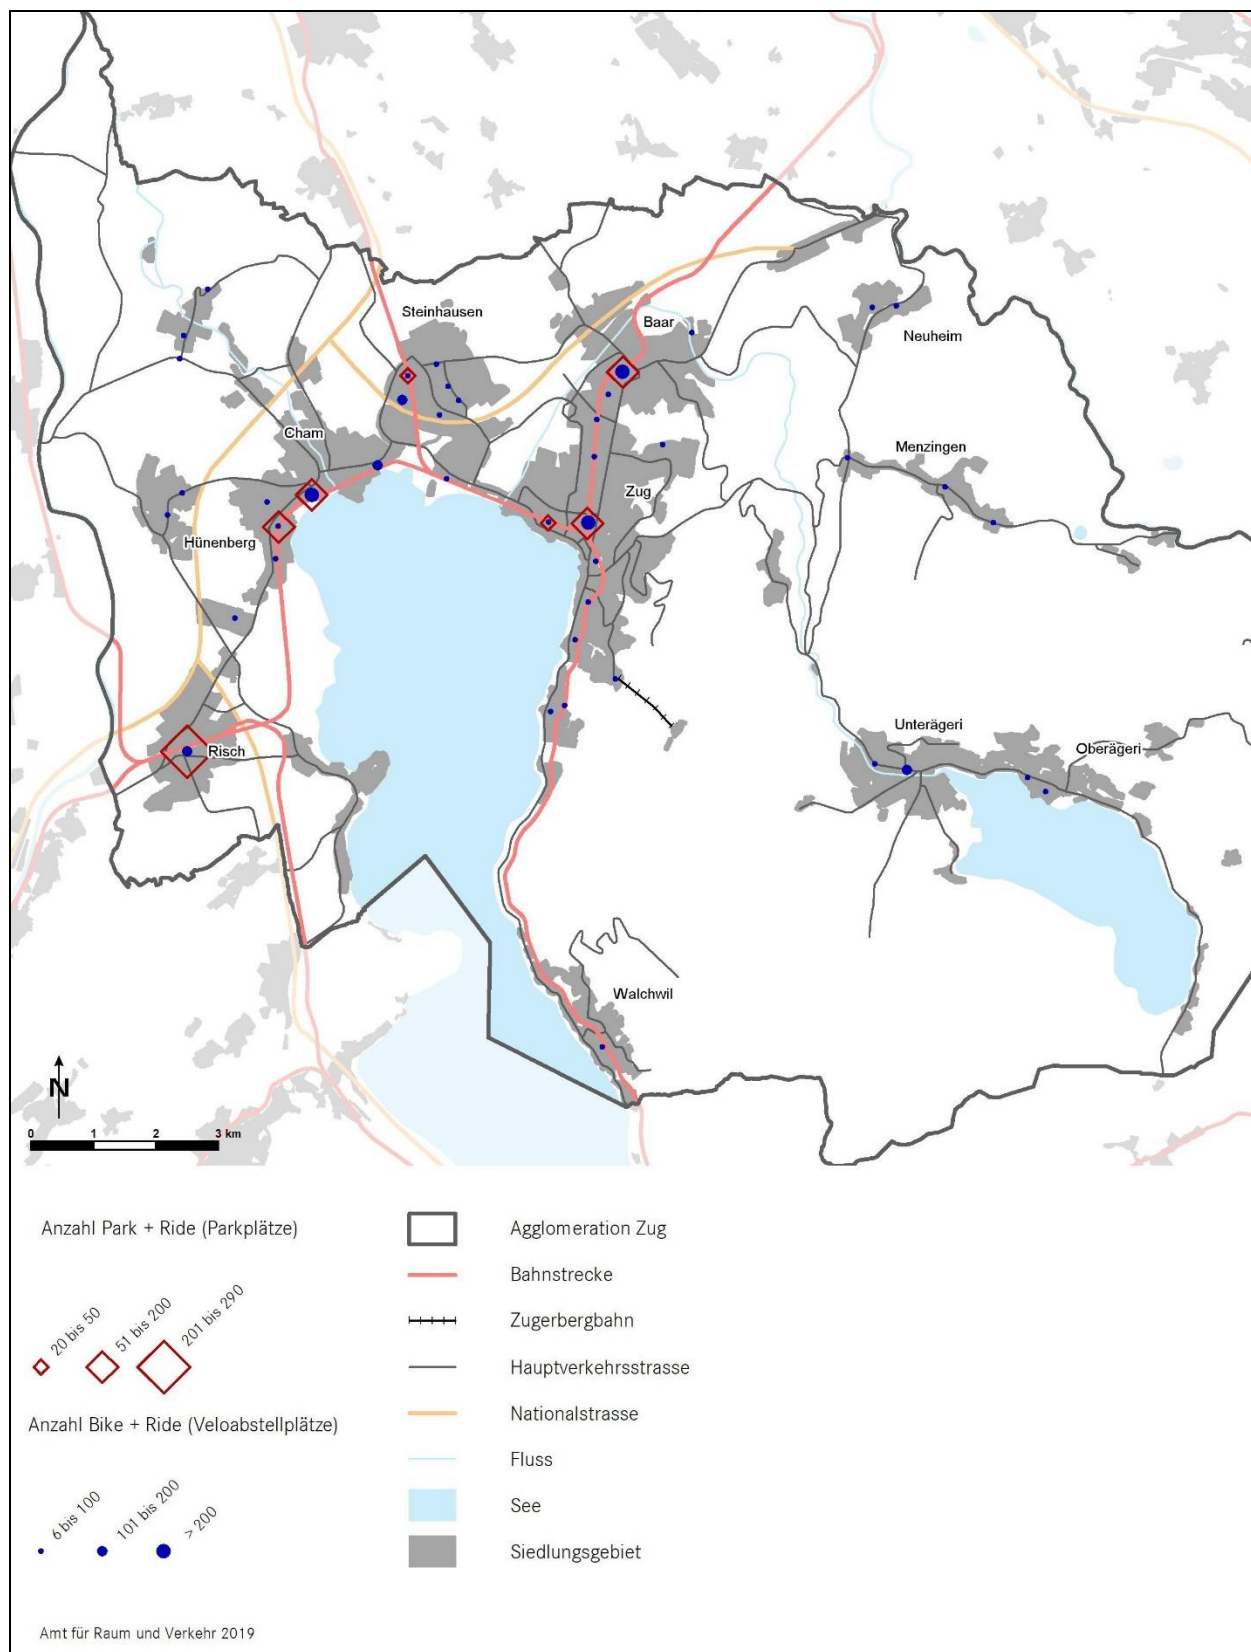 Steinhausen
Baar
Neuheim
Cham
Menzingen
Zug
Hünenberg
Unterägeri
Risch
Oberägeri
Walchwil
N
0 1 2 3 km
Anzahl Park + Ride (Parkplätze)
20 bis 50
51 bis 200
201 bis 290
Anzahl Bike + Ride (Veloabstellplätze)
6 bis 100
101 bis 200
> 200
Agglomeration Zug
Bahnstrecke
Zugerbergbahn
Hauptverkehrsstrasse
Nationalstrasse
Fluss
See
Siedlungsgebiet
Amt für Raum und Verkehr 2019